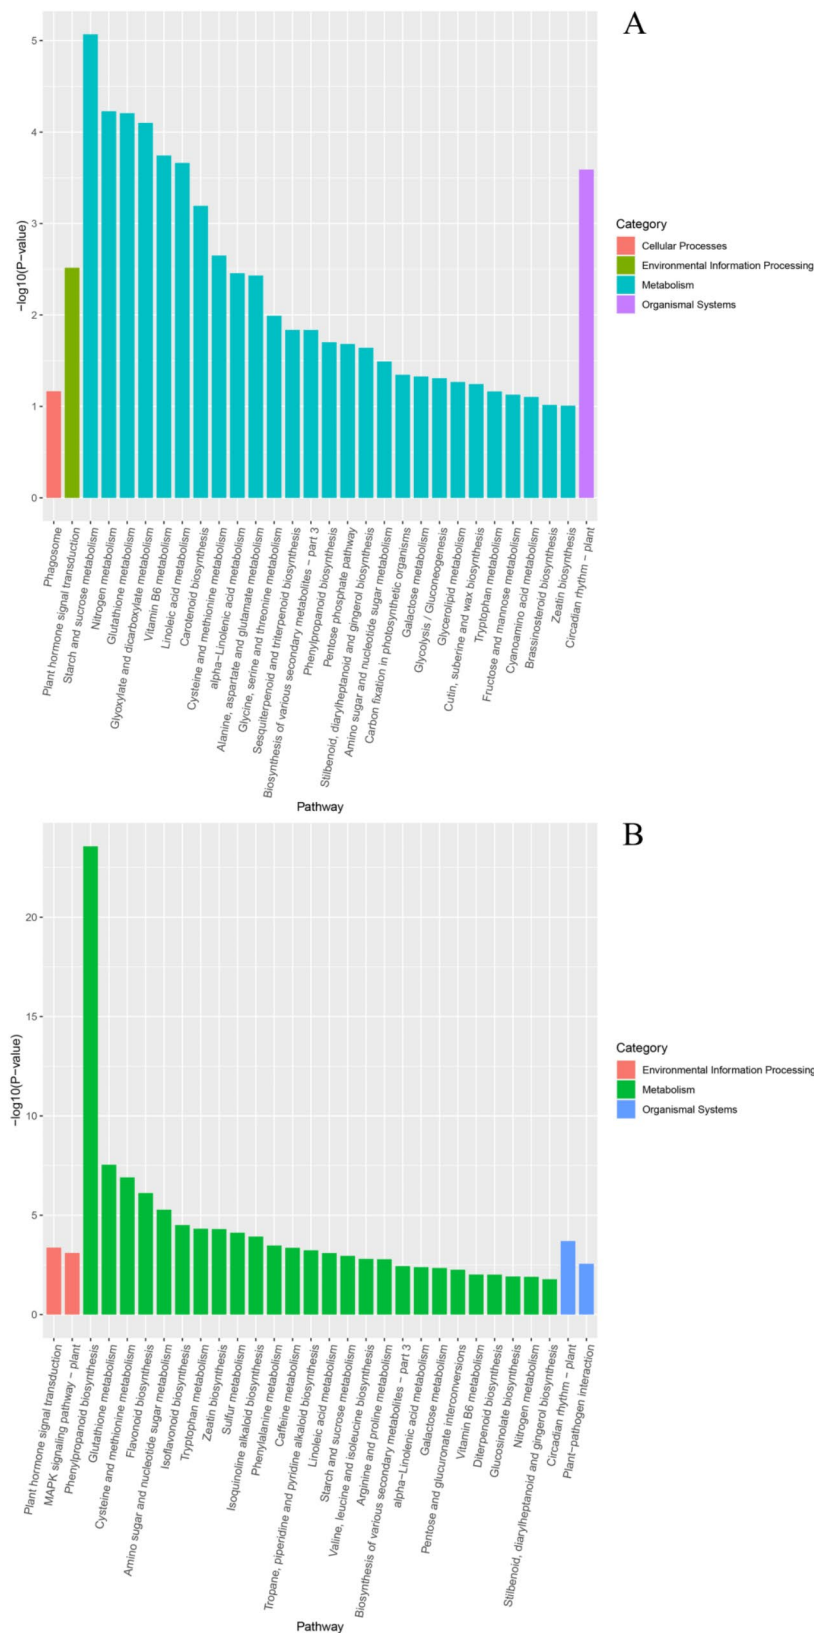 A
5
4
3
2
1
0
−log10(P−value)
Category
Cellular Processes
Environmental Information Processing
Metabolism
Organismal Systems
Phagosome
Plant hormone signal transduction
Starch and sucrose metabolism
Nitrogen metabolism
Glutathione metabolism
Glyoxylate and dicarboxylate metabolism
Vitamin B6 metabolism
Linoleic acid metabolism
Carotenoid biosynthesis
Cysteine and methionine metabolism
alpha−Linolenic acid metabolism
Alanine, aspartate and glutamate metabolism
Glycine, serine and threonine metabolism
Sesquiterpenoid and triterpenoid biosynthesis
Biosynthesis of various secondary metabolites − part 3
Phenylpropanoid biosynthesis
Pentose phosphate pathway
Stilbenoid, diarylheptanoid and gingerol biosynthesis
Amino sugar and nucleotide sugar metabolism
Carbon fixation in photosynthetic organisms
Galactose metabolism
Glycolysis / Gluconeogenesis
Glycerolipid metabolism
Cutin, suberine and wax biosynthesis
Tryptophan metabolism
Fructose and mannose metabolism
Cyanoamino acid metabolism
Brassinosteroid biosynthesis
Zeatin biosynthesis
Circadian rhythm − plant
Pathway
B
20
15
10
5
0
−log10(P−value)
Category
Environmental Information Processing
Metabolism
Organismal Systems
Plant hormone signal transduction
MAPK signaling pathway − plant
Phenylpropanoid biosynthesis
Glutathione metabolism
Cysteine and methionine metabolism
Flavonoid biosynthesis
Amino sugar and nucleotide sugar metabolism
Isoflavonoid biosynthesis
Tryptophan metabolism
Zeatin biosynthesis
Sulfur metabolism
Isoquinoline alkaloid biosynthesis
Phenylalanine metabolism
Caffeine metabolism
Tropane, piperidine and pyridine alkaloid biosynthesis
Linoleic acid metabolism
Starch and sucrose metabolism
Valine, leucine and isoleucine biosynthesis
Arginine and proline metabolism
Biosynthesis of various secondary metabolites − part 3
alpha−Linolenic acid metabolism
Galactose metabolism
Pentose and glucuronate interconversions
Vitamin B6 metabolism
Diterpenoid biosynthesis
Glucosinolate biosynthesis
Nitrogen metabolism
Stilbenoid, diarylheptanoid and gingerol biosynthesis
Circadian rhythm − plant
Plant−pathogen interaction
Pathway